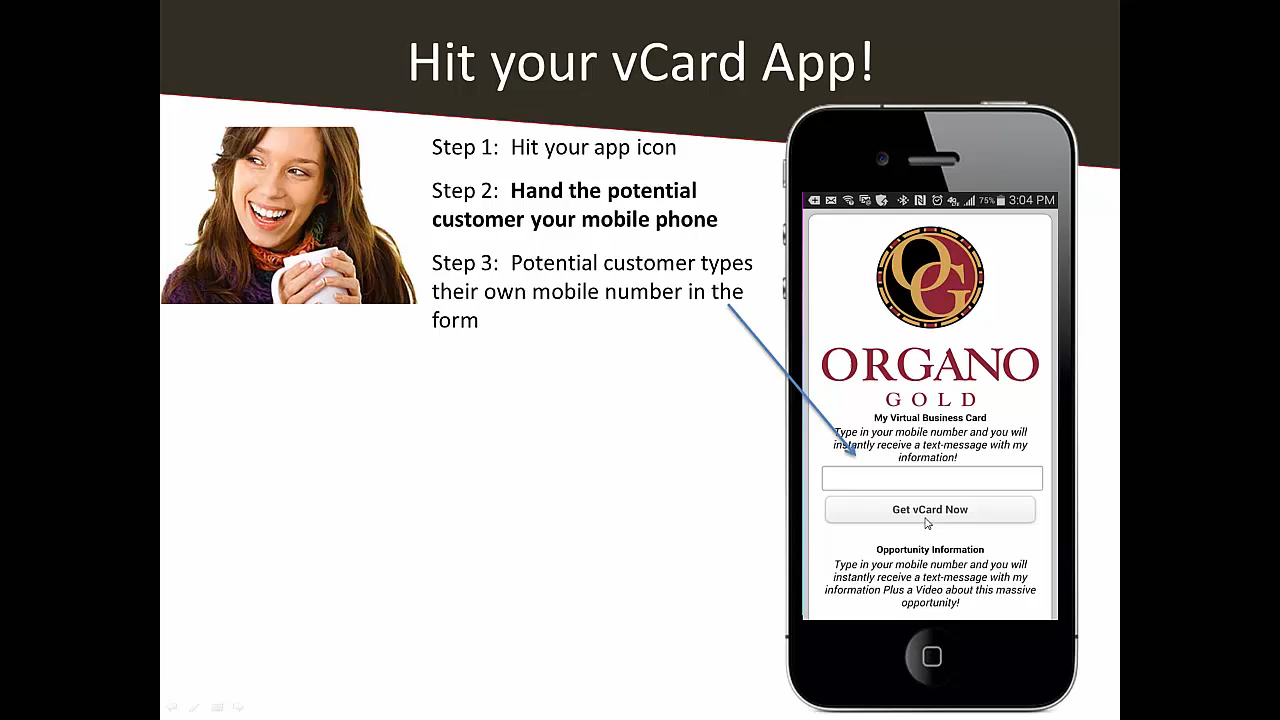 Hit your vCard App!
Step 1: Hit your app icon
Step 2: Hand the potential
customer your mobile phone
Step 3: Potential customer types
their own mobile number in the
form
75% 3:04 PM
OG
ORGANO
GOLD
My Virtual Business Card
Type in your mobile number and you will
instantly receive a text-message with my
information!
Get vCard Now
Opportunity Information
Type in your mobile number and you will
instantly receive a text-message with my
information Plus a Video about this massive
opportunity!